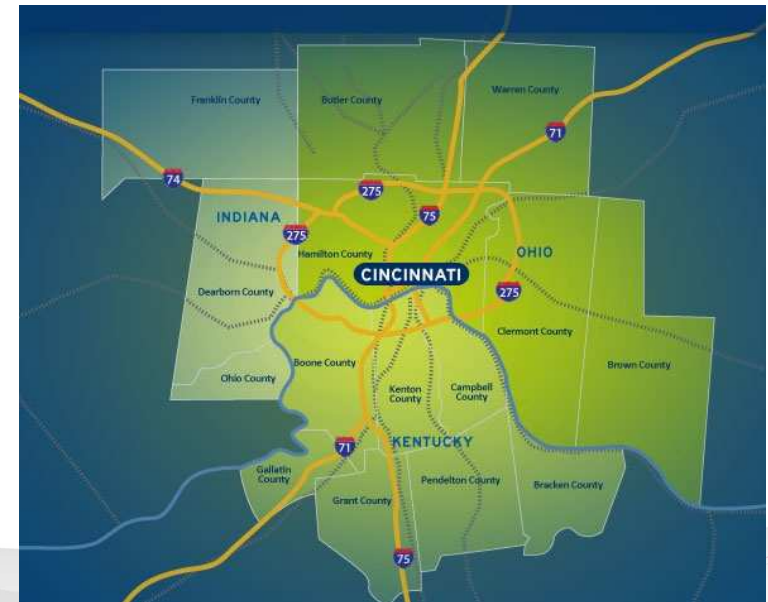 Franklin County
Butler County
Warren County
71
74
275
75
INDIANA
275
Hamilton County
OHIO
CINCINNATI
Dearborn County
275
Clermont County
Boone County
Brown County
Ohio County
Kenton
County
Campbell
County
71
KENTUCKY
Gallatin
County
Grant County
Pendelton County
Bracken County
75